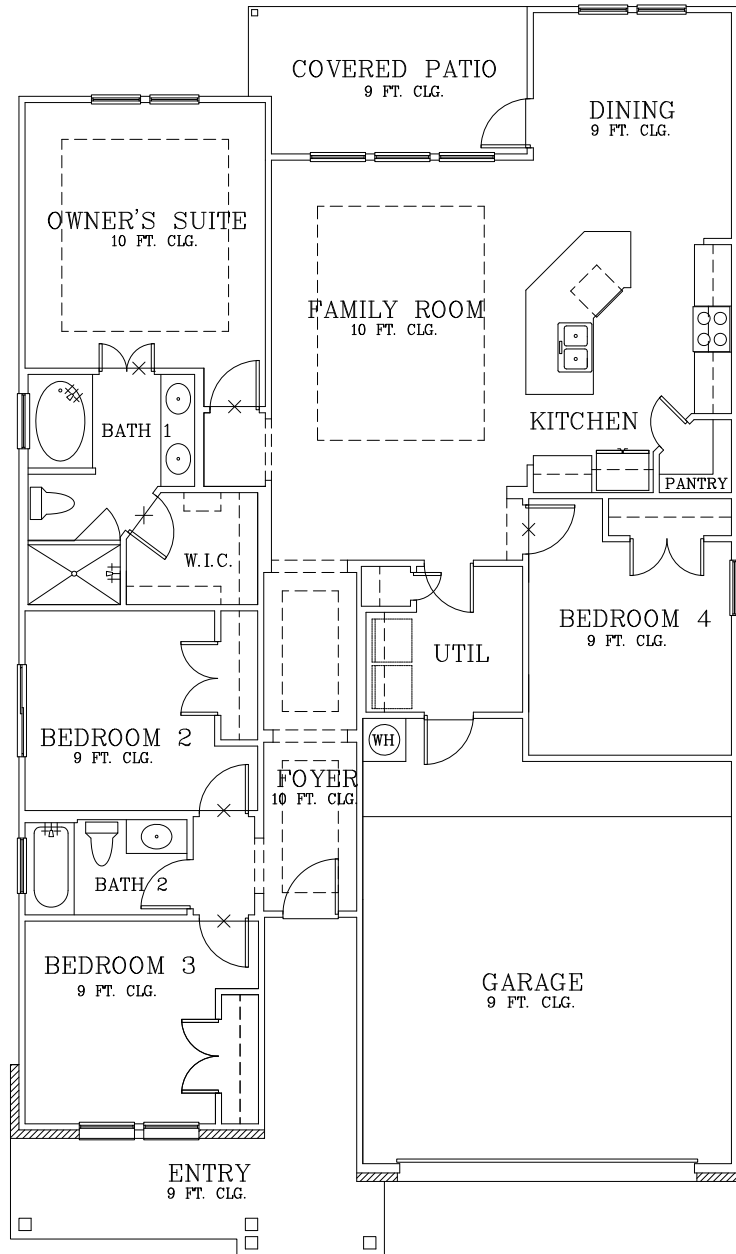 COVERED PATIO
9 FT. CLG.
DINING
9 FT. CLG.
OWNER'S SUITE
10 FT. CLG.
FAMILY ROOM
10 FT. CLG.
KITCHEN
BATH 1
PANTRY
W.I.C.
BEDROOM 4
9 FT. CLG.
UTIL
BEDROOM 2
9 FT. CLG.
WH
FOYER
10 FT. CLG.
BATH 2
BEDROOM 3
9 FT. CLG.
GARAGE
9 FT. CLG.
ENTRY
9 FT. CLG.